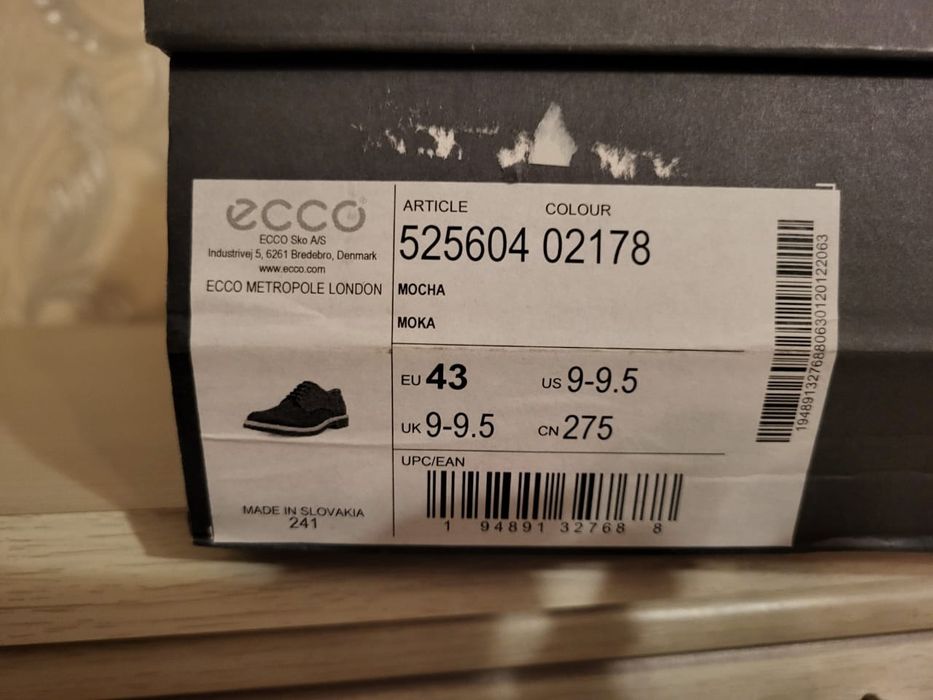 ecco
ECCO Sko A/S
Industrivej 5, 6261 Bredebro, Denmark
www.ecco.com
ECCO METROPOLE LONDON
MADE IN SLOVAKIA
241
ARTICLE COLOUR
525604 02178
MOCHA
MOKA
EU 43 US 9-9.5
UK 9-9.5 CN 275
UPC/EAN
1 94891 32768 8
1948913276880630120122063